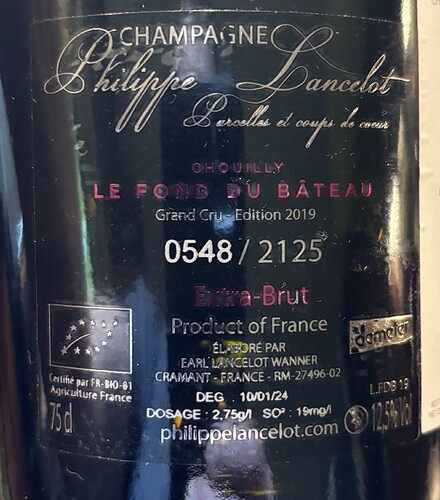 CHAMPAGNE
Philippe Lancelot
Parcelles et coups de coeur
CHOUILLY
LE FOND DU BÂTEAU
Grand Cru - Edition 2019
0548 / 2125
Extra-Brut
Product of France
ÉLABORÉ PAR
EARL LANCELOT WANNER
CRAMANT - FRANCE - RM-27496-02
demeter
Certifié par FR-BIO-01
Agriculture France
L.FDB 19
DEG : 10/01/24
75 cl
DOSAGE : 2,75g/l SO² : 19mg/l
12,5% Vol
philippelancelot.com